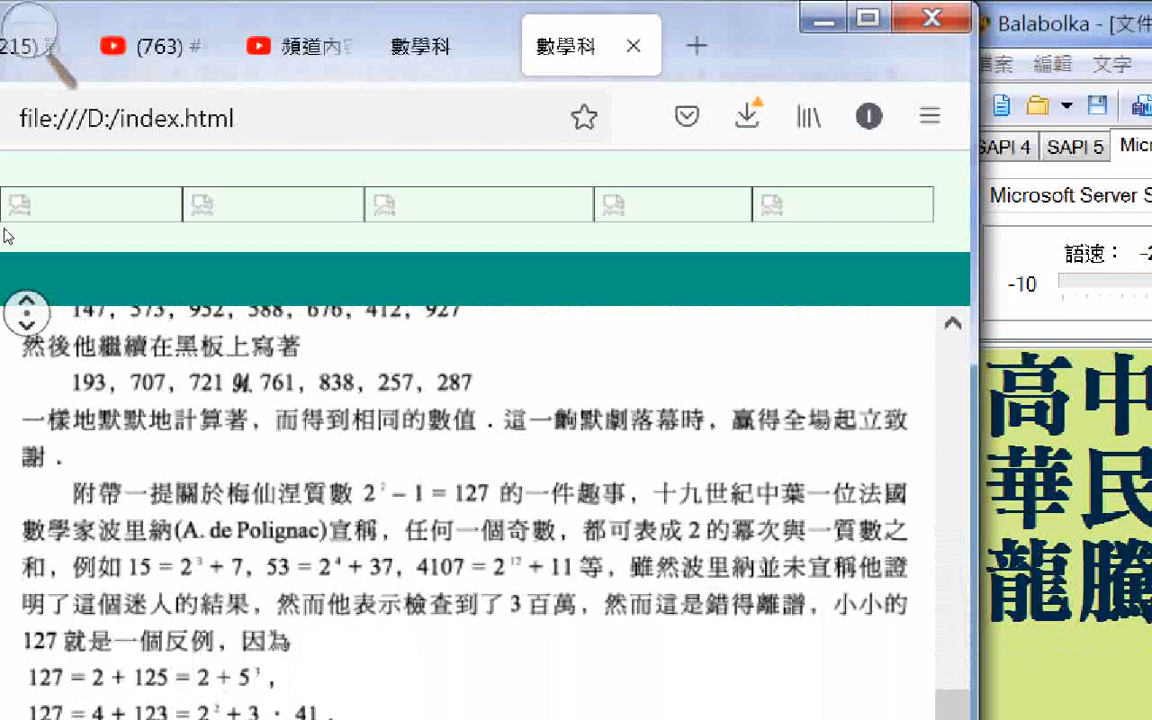 215)
(763) #
頻道內容
數學科
數學科
file:///D:/index.html
147, 573, 952, 588, 676, 412, 927
然後他繼續在黑板上寫著
193, 707, 721 以 761, 838, 257, 287
一樣地默默地計算著，而得到相同的數值．這一齣默劇落幕時，贏得全場起立致
謝．
附帶一提關於梅仙涅質數 2⁷ – 1 = 127 的一件趣事，十九世紀中葉一位法國
數學家波里納(A. de Polignac)宣稱，任何一個奇數，都可表成 2 的冪次與一質數之
和，例如 15 = 2³ + 7, 53 = 2⁴ + 37, 4107 = 2¹² + 11 等，雖然波里納並未宣稱他證
明了這個迷人的結果，然而他表示檢查到了 3 百萬，然而這是錯得離譜，小小的
127 就是一個反例，因為
127 = 2 + 125 = 2 + 5³ ,
127 = 4 + 123 = 2² + 3 · 41 .
Balabolka - [文件
檔案 編輯 文字
SAPI 4 SAPI 5 Micr
Microsoft Server S
語速： -2
-10
高中
華民
龍騰